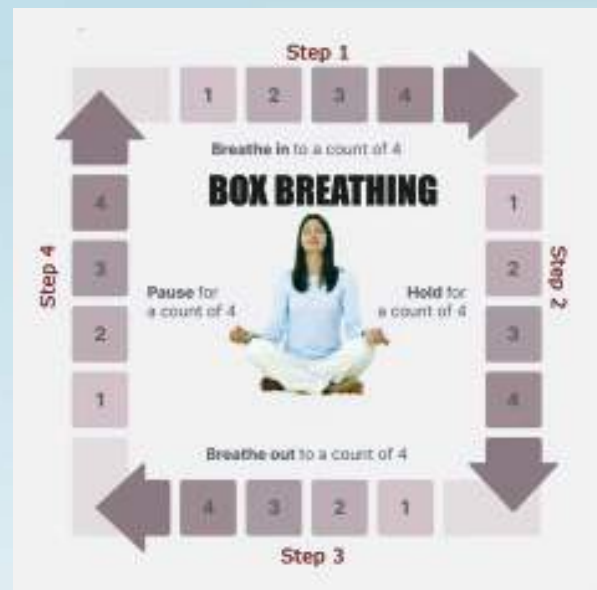 Step 1
1 2 3 4
Breathe in to a count of 4
BOX BREATHING
Step 2
1
2
3
4
Hold for
a count of 4
Step 3
1
2
3
4
Breathe out to a count of 4
Step 4
1
2
3
4
Pause for
a count of 4